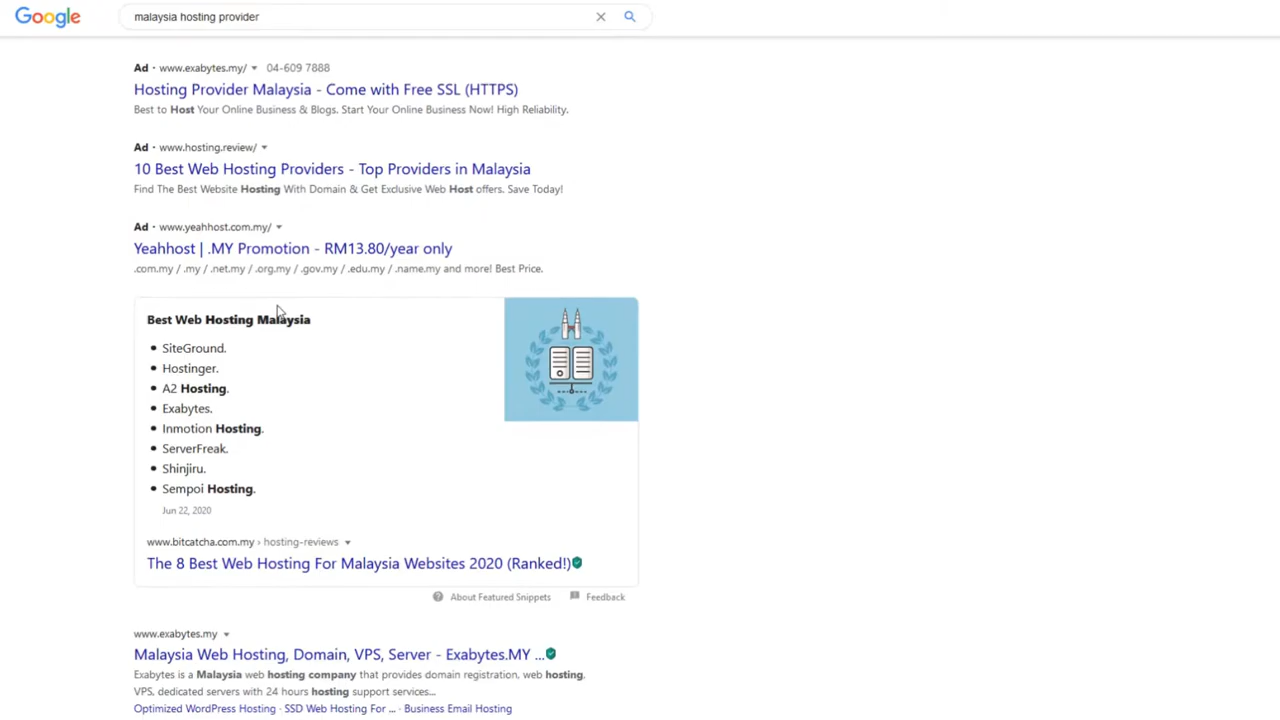 Google
malaysia hosting provider
Ad · www.exabytes.my/ 04-609 7888
Hosting Provider Malaysia - Come with Free SSL (HTTPS)
Best to Host Your Online Business & Blogs. Start Your Online Business Now! High Reliability.
Ad · www.hosting.review/
10 Best Web Hosting Providers - Top Providers in Malaysia
Find The Best Website Hosting With Domain & Get Exclusive Web Host offers. Save Today!
Ad · www.yeahhost.com.my/
Yeahhost | .MY Promotion - RM13.80/year only
.com.my / .my / .net.my / .org.my / .gov.my / .edu.my / .name.my and more! Best Price.
Best Web Hosting Malaysia
• SiteGround.
• Hostinger.
• A2 Hosting.
• Exabytes.
• Inmotion Hosting.
• ServerFreak.
• Shinjiru.
• Sempoi Hosting.
Jun 22, 2020
www.bitcatcha.com.my › hosting-reviews
The 8 Best Web Hosting For Malaysia Websites 2020 (Ranked!)
About Featured Snippets Feedback
www.exabytes.my
Malaysia Web Hosting, Domain, VPS, Server - Exabytes.MY ...
Exabytes is a Malaysia web hosting company that provides domain registration, web hosting.
VPS, dedicated servers with 24 hours hosting support services...
Optimized WordPress Hosting · SSD Web Hosting For ... · Business Email Hosting